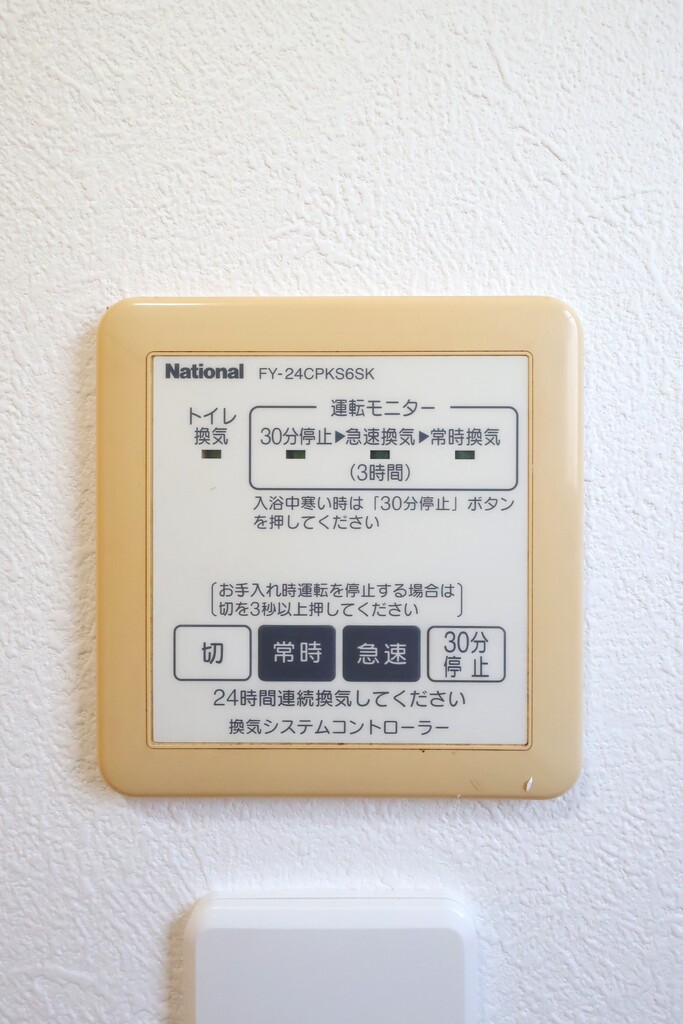 National FY-24CPKS6SK
運転モニター
トイレ
換気
30分停止▶急速換気▶常時換気
(3時間)
入浴中寒い時は「30分停止」ボタン
を押してください
お手入れ時運転を停止する場合は
切を3秒以上押してください
切 常時 急速 30分
停止
24時間連続換気してください
換気システムコントローラー